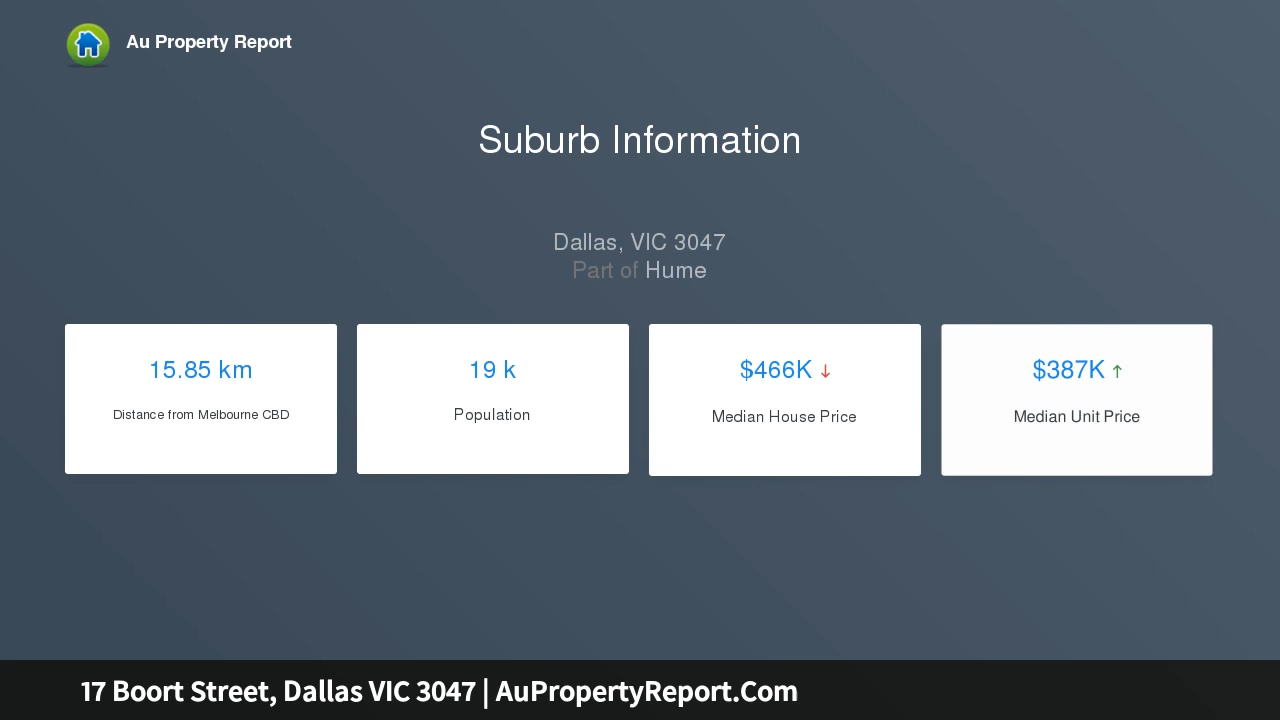 Au Property Report
Suburb Information
Dallas, VIC 3047
Part of Hume
15.85 km
Distance from Melbourne CBD
19 k
Population
$466K ↓
Median House Price
$387K ↑
Median Unit Price
17 Boort Street, Dallas VIC 3047 | AuPropertyReport.Com